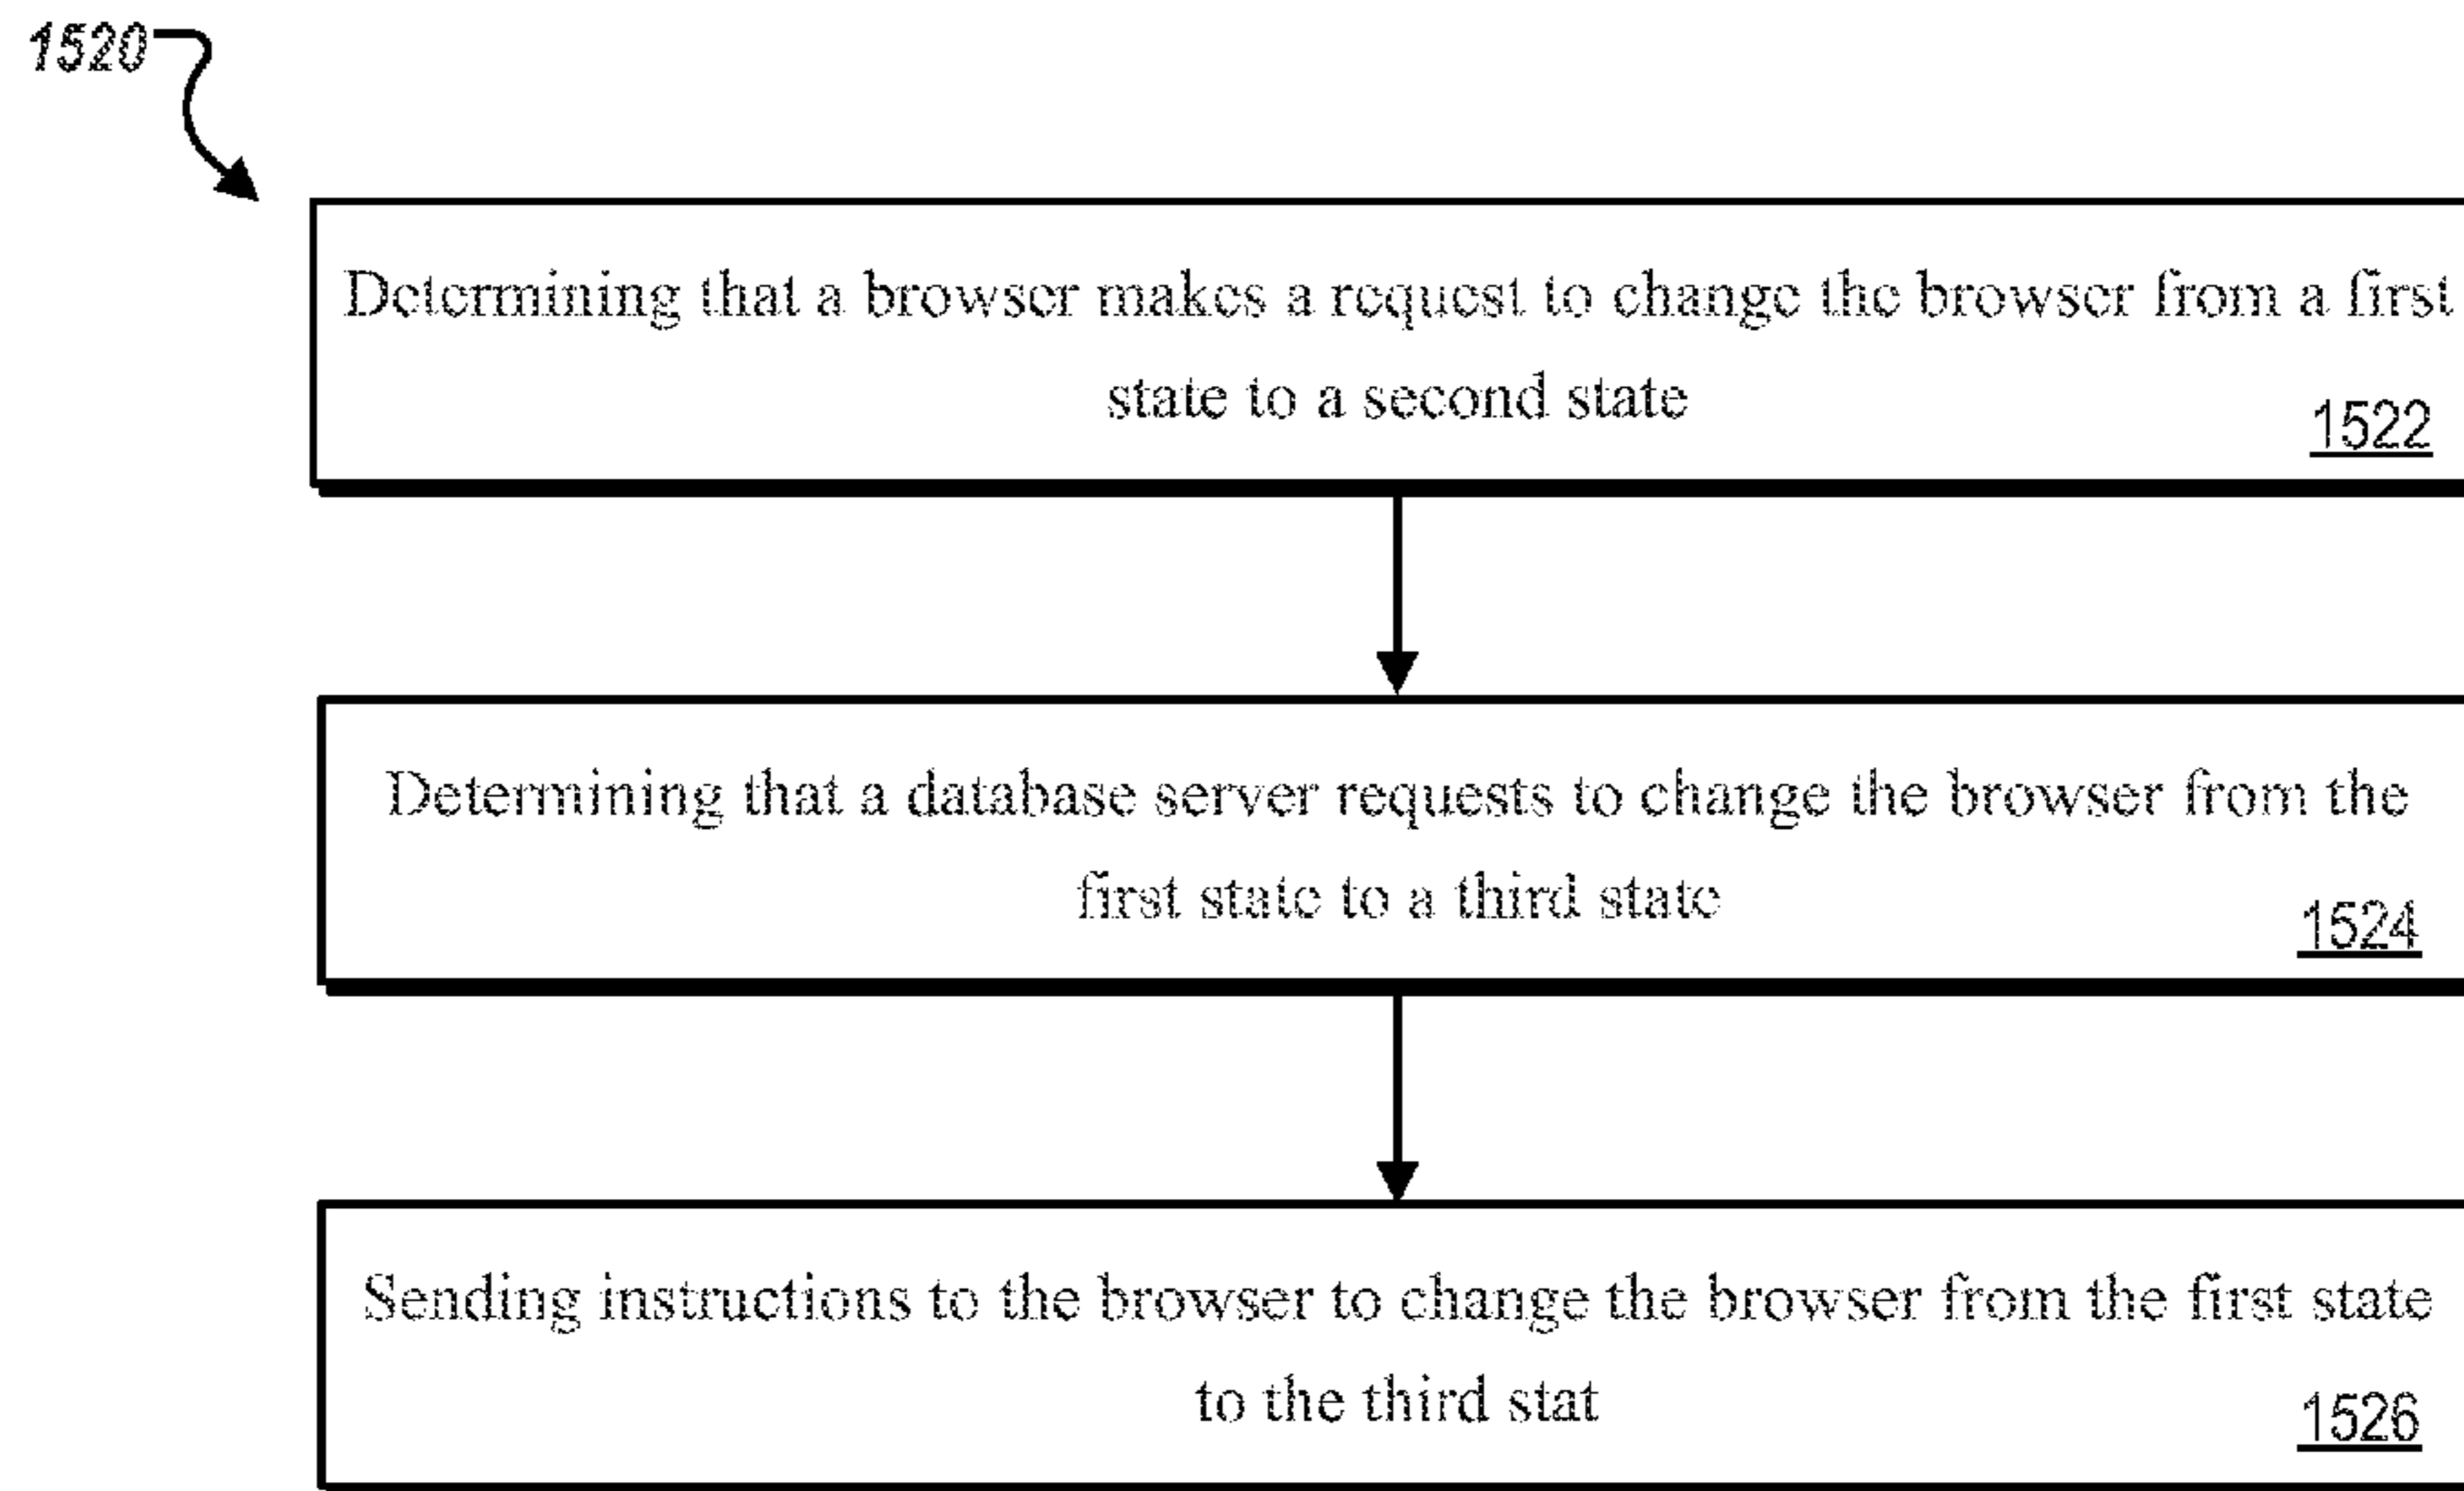 1520
Determining that a browser makes a request to change the browser from a first
state to a second state
1522
Determining that a database server requests to change the browser from the
first state to a third state
1524
Sending instructions to the browser to change the browser from the first state
to the third stat
1526